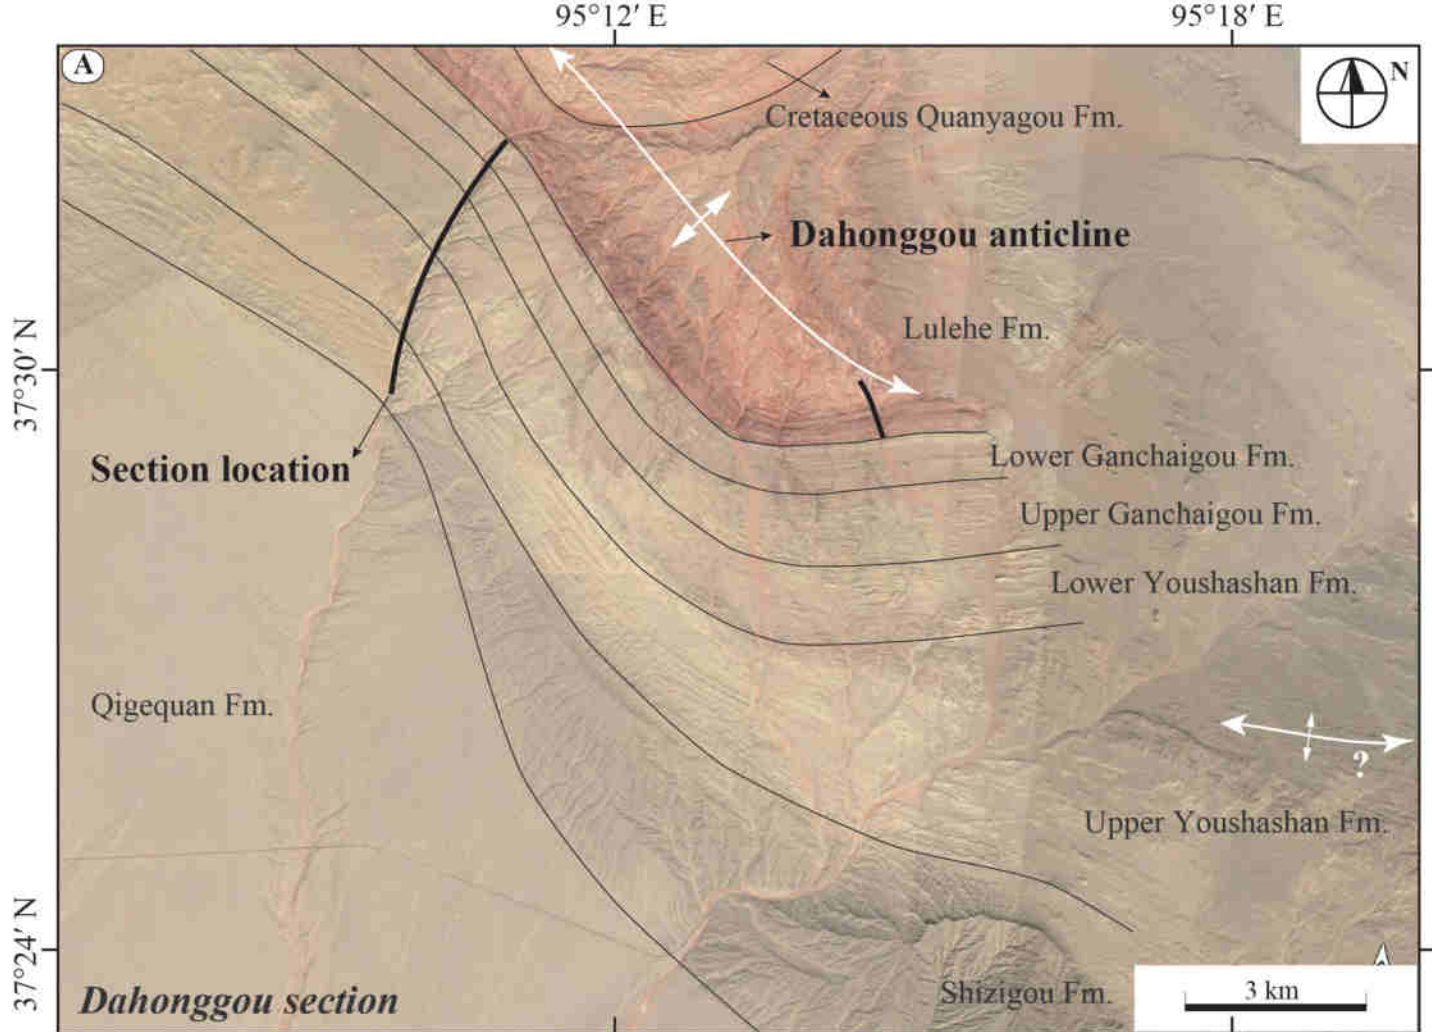 95°12′ E
95°18′ E
A
N
Cretaceous Quanyagou Fm.
Dahonggou anticline
Lulehe Fm.
37°30′ N
Lower Ganchaigou Fm.
Section location
Upper Ganchaigou Fm.
Lower Youshashan Fm.
?
Qigequan Fm.
?
Upper Youshashan Fm.
37°24′ N
Dahonggou section
Shizigou Fm.
3 km